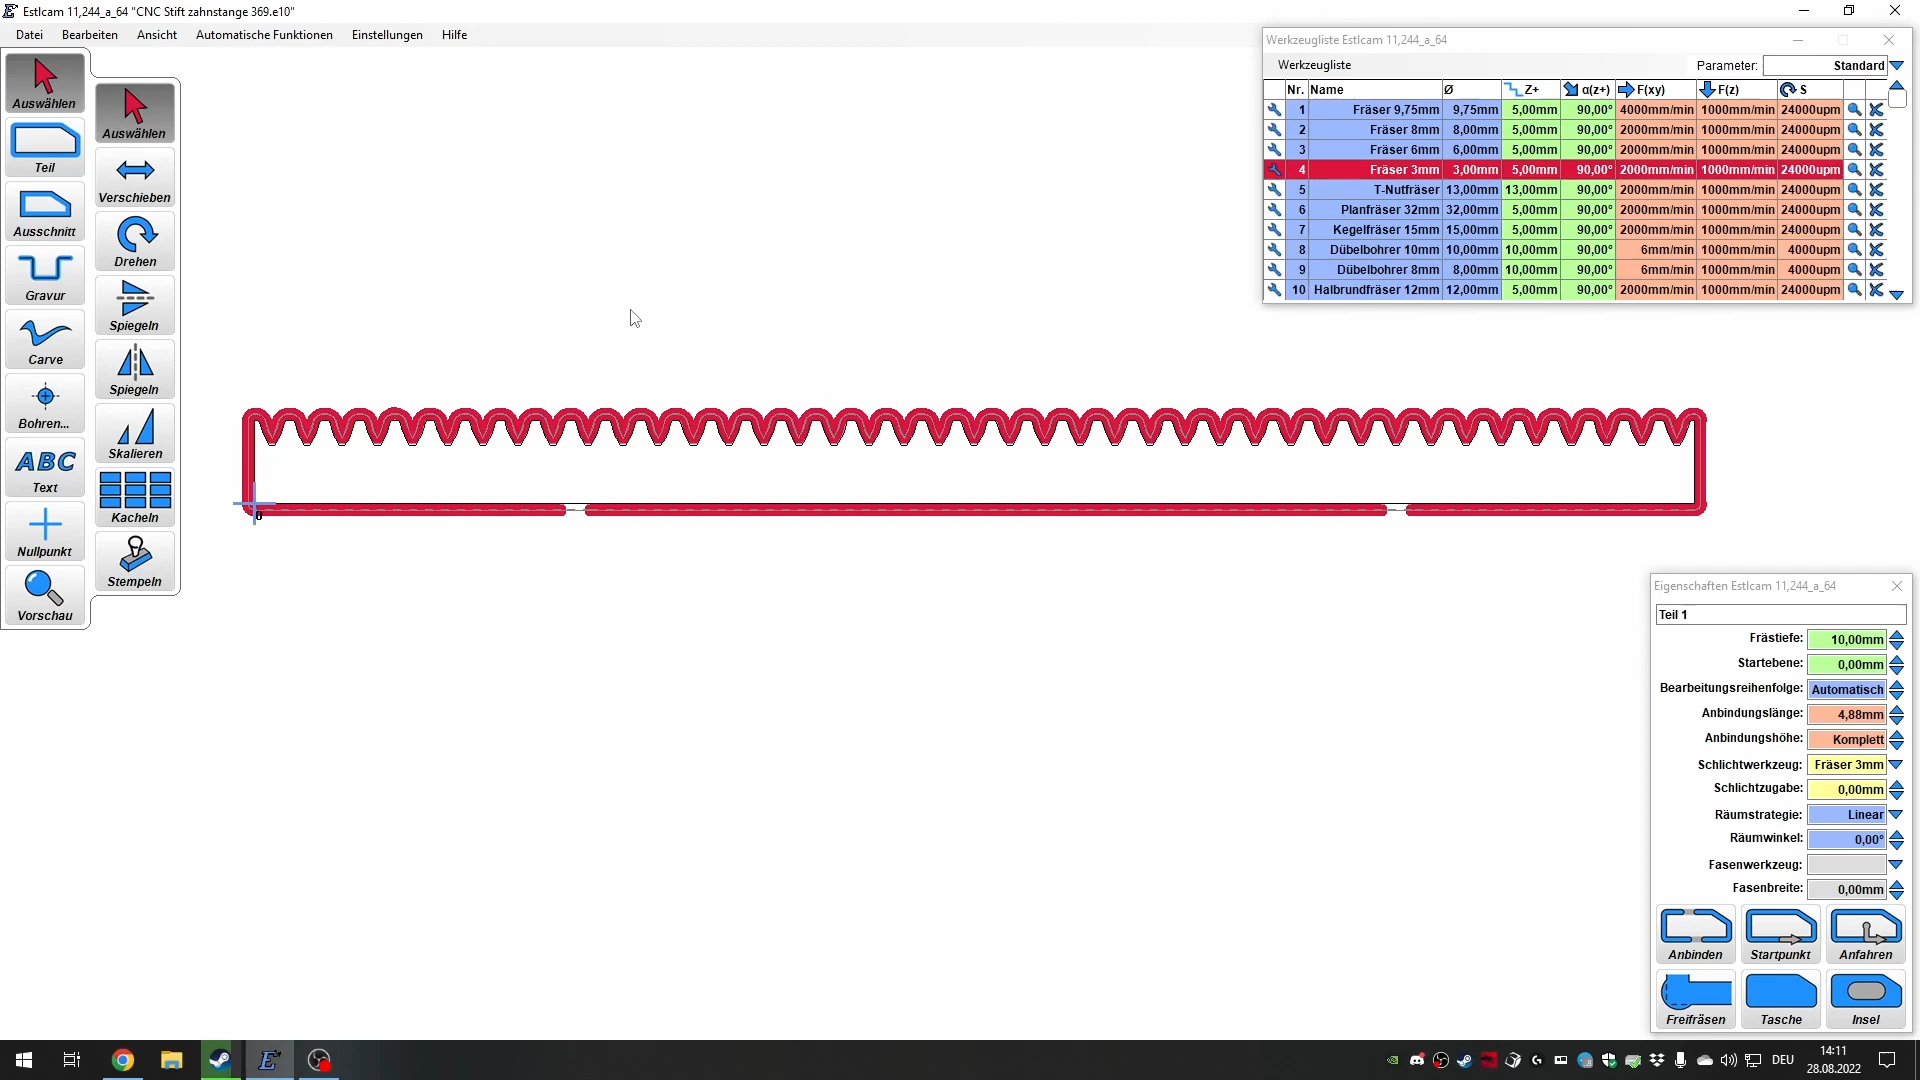 Estlcam 11,244_a_64 "CNC Stift zahnstange 369.e10"
Datei Bearbeiten Ansicht Automatische Funktionen Einstellungen Hilfe
Auswählen
Teil
Ausschnitt
Gravur
Carve
Bohren...
ABC
Text
Nullpunkt
Vorschau
Auswählen
Verschieben
Drehen
Spiegeln
Spiegeln
Skalieren
Kacheln
Stempeln
Werkzeugliste Estlcam 11,244_a_64
Werkzeugliste Parameter: Standard
Nr. Name Ø Z+ α(z+) F(xy) F(z) S
1 Fräser 9,75mm 9,75mm 5,00mm 90,00° 4000mm/min 1000mm/min 24000upm
2 Fräser 8mm 8,00mm 5,00mm 90,00° 2000mm/min 1000mm/min 24000upm
3 Fräser 6mm 6,00mm 5,00mm 90,00° 2000mm/min 1000mm/min 24000upm
4 Fräser 3mm 3,00mm 5,00mm 90,00° 2000mm/min 1000mm/min 24000upm
5 T-Nutfräser 13,00mm 13,00mm 90,00° 2000mm/min 1000mm/min 24000upm
6 Planfräser 32mm 32,00mm 5,00mm 90,00° 2000mm/min 1000mm/min 24000upm
7 Kegelfräser 15mm 15,00mm 5,00mm 90,00° 2000mm/min 1000mm/min 24000upm
8 Dübelbohrer 10mm 10,00mm 10,00mm 90,00° 6mm/min 1000mm/min 4000upm
9 Dübelbohrer 8mm 8,00mm 10,00mm 90,00° 6mm/min 1000mm/min 4000upm
10 Halbrundfräser 12mm 12,00mm 5,00mm 90,00° 2000mm/min 1000mm/min 24000upm
Eigenschaften Estlcam 11,244_a_64
Teil 1
Frästiefe: 10,00mm
Startebene: 0,00mm
Bearbeitungsreihenfolge: Automatisch
Anbindungslänge: 4,88mm
Anbindungshöhe: Komplett
Schlichtwerkzeug: Fräser 3mm
Schlichtzugabe: 0,00mm
Räumstrategie: Linear
Räumwinkel: 0,00°
Fasenwerkzeug:
Fasenbreite: 0,00mm
Anbinden Startpunkt Anfahren
Freifräsen Tasche Insel
DEU
14:11
28.08.2022